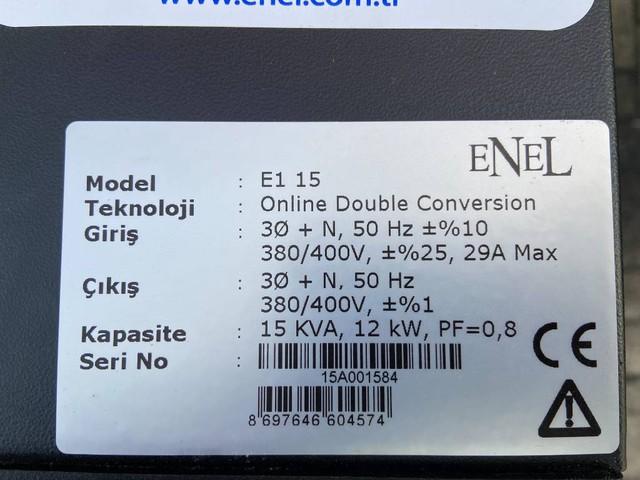 www.enel.com.tr
ENEL
Model : E1 15
Teknoloji : Online Double Conversion
Giriş : 3Ø + N, 50 Hz ±%10
380/400V, ±%25, 29A Max
Çıkış : 3Ø + N, 50 Hz
380/400V, ±%1
Kapasite : 15 KVA, 12 kW, PF=0,8
Seri No :
15A001584
8 697646 604574
CE